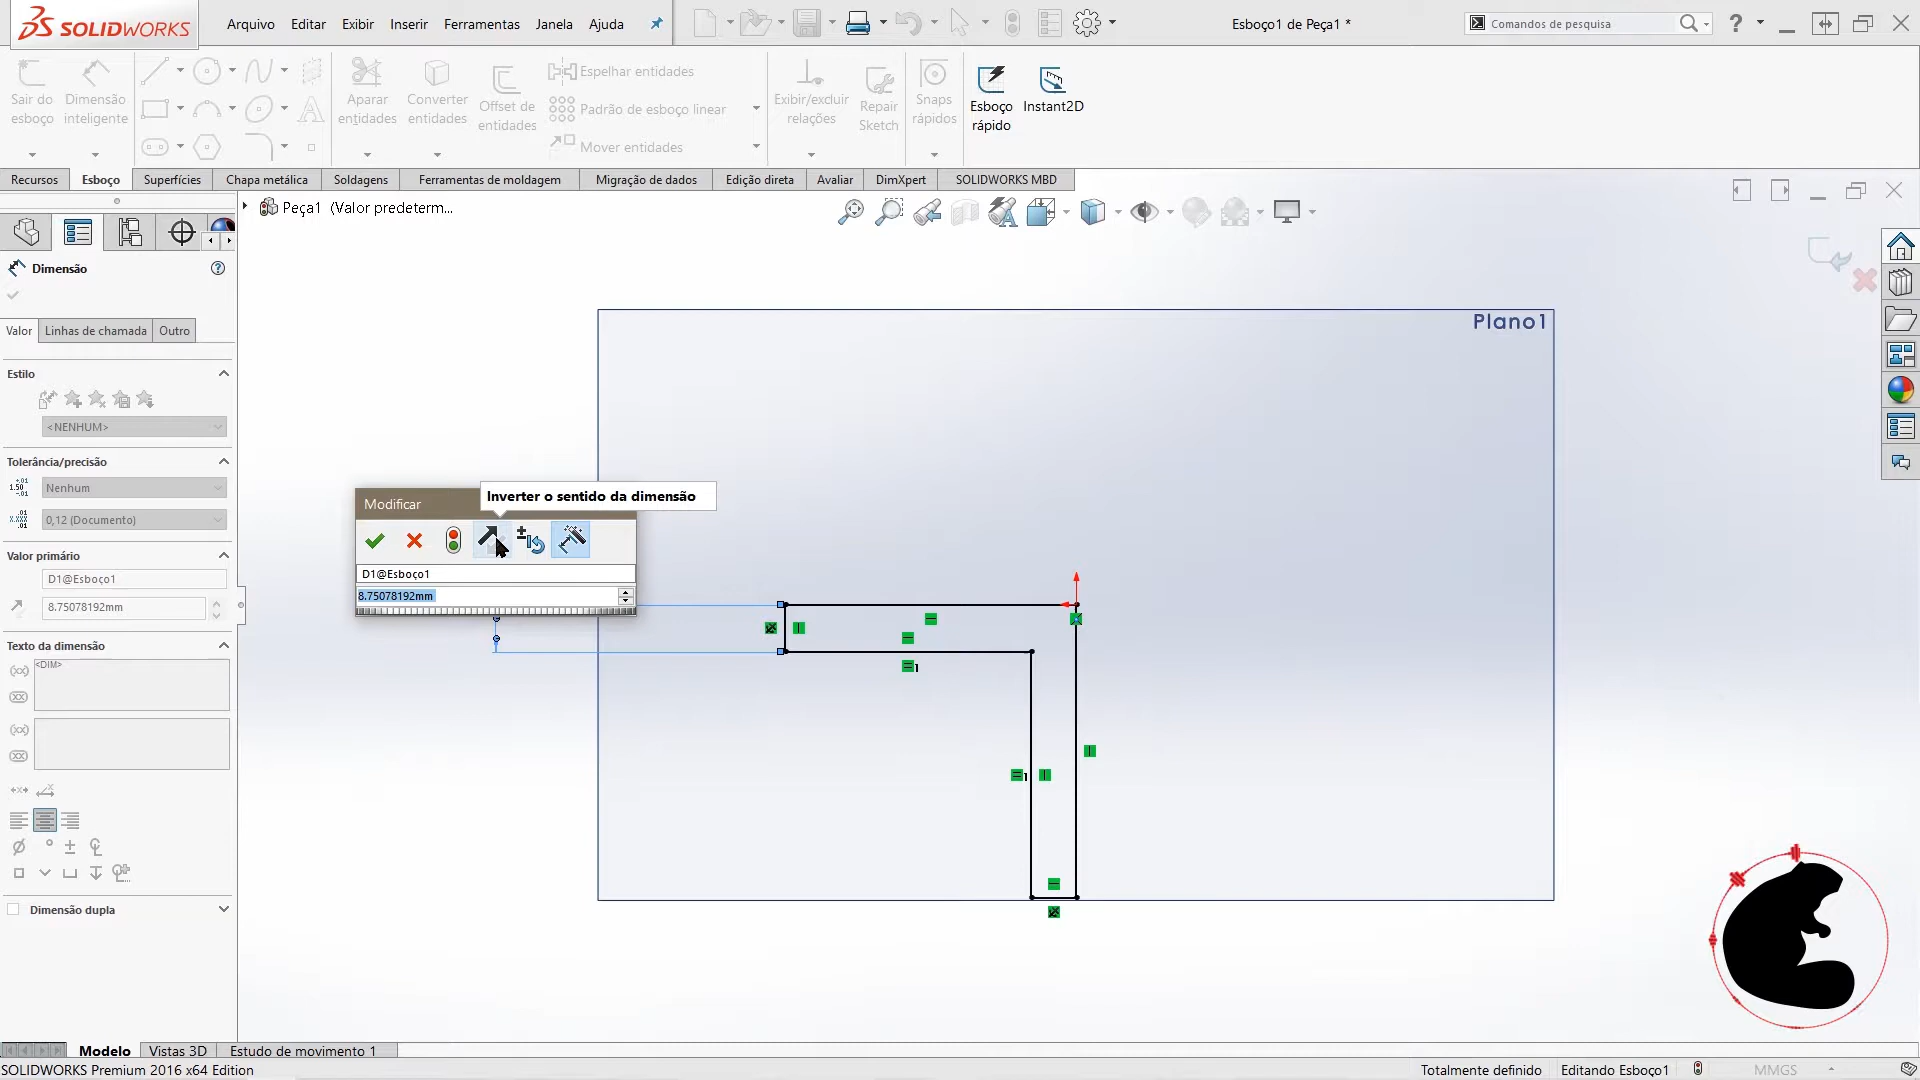 SOLIDWORKS
Arquivo Editar Exibir Inserir Ferramentas Janela Ajuda
Esboço1 de Peça1 *
Comandos de pesquisa
?
Sair do esboço
Dimensão inteligente
Aparar entidades
Converter entidades
Offset de entidades
Espelhar entidades
Padrão de esboço linear
Mover entidades
Exibir/excluir relações
Repair Sketch
Snaps rápidos
Esboço rápido
Instant2D
Recursos Esboço Superfícies Chapa metálica Soldagens Ferramentas de moldagem Migração de dados Edição direta Avaliar DimXpert SOLIDWORKS MBD
Peça1 (Valor predeterm...
Dimensão
Valor Linhas de chamada Outro
Estilo
<NENHUM>
Tolerância/precisão
Nenhum
0,12 (Documento)
Valor primário
D1@Esboço1
8.75078192mm
Texto da dimensão
<DIM>
Dimensão dupla
Plano1
Inverter o sentido da dimensão
Modificar
D1@Esboço1
8.75078192mm
1
1
Modelo Vistas 3D Estudo de movimento 1
SOLIDWORKS Premium 2016 x64 Edition
Totalmente definido Editando Esboço1 MMGS